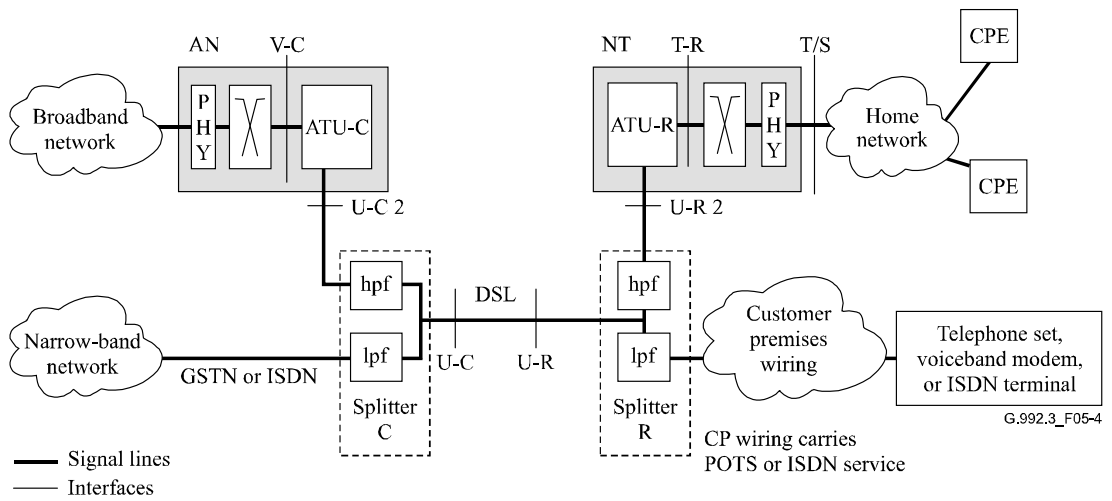 AN
V-C
NT
T-R
T/S
CPE
Broadband
network
P
H
Y
ATU-C
ATU-R
P
H
Y
Home
network
CPE
U-C 2
U-R 2
hpf
hpf
DSL
Customer
premises
wiring
Narrow-band
network
GSTN or ISDN
lpf
U-C
U-R
lpf
Telephone set,
voiceband modem,
or ISDN terminal
G.992.3_F05-4
Splitter
C
Splitter
R
CP wiring carries
POTS or ISDN service
Signal lines
Interfaces